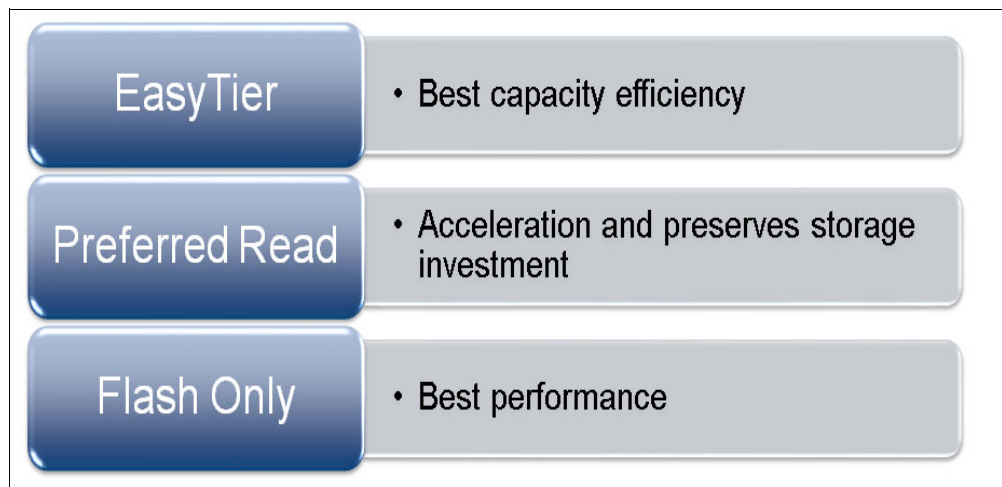 EasyTier
• Best capacity efficiency
Preferred Read
• Acceleration and preserves storage
investment
Flash Only
• Best performance